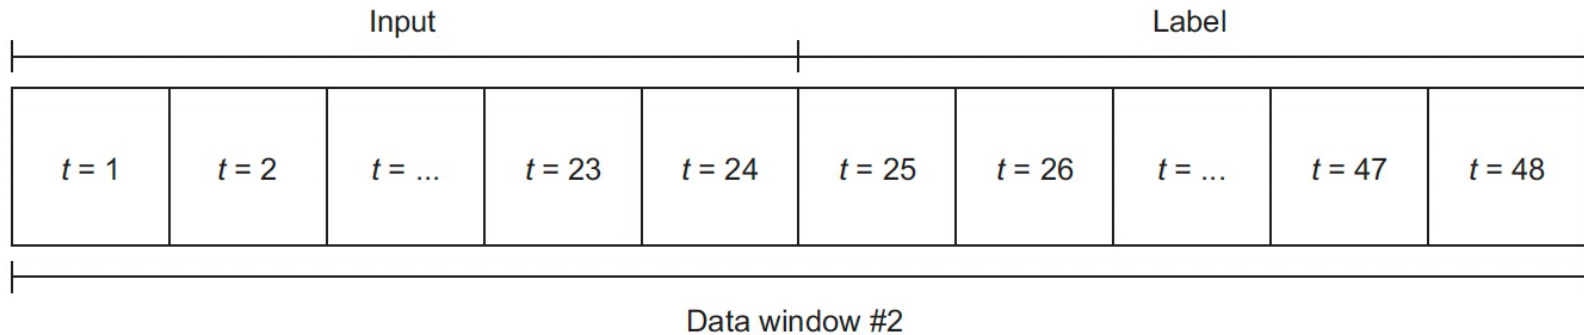 Input Label
t = 1 t = 2 t = ... t = 23 t = 24 t = 25 t = 26 t = ... t = 47 t = 48
Data window #2